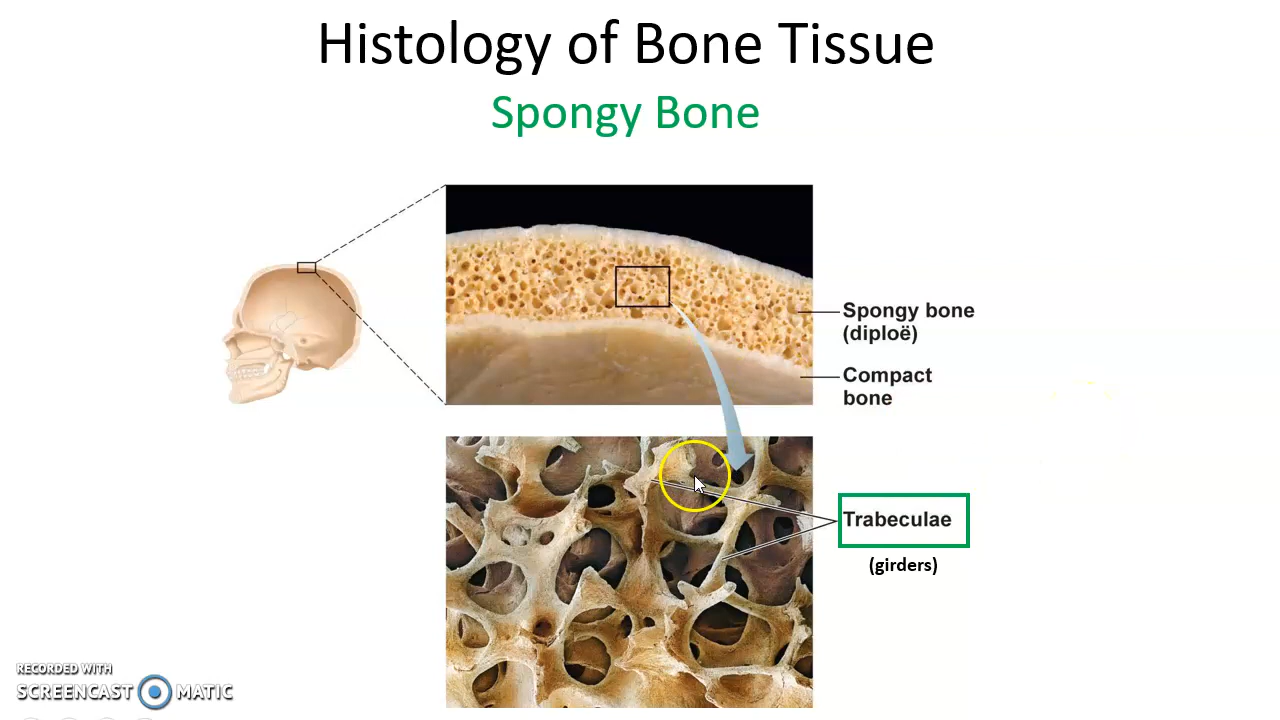 Histology of Bone Tissue
Spongy Bone
Spongy bone
(diploë)
Compact
bone
Trabeculae
(girders)
RECORDED WITH
SCREENCAST MATIC